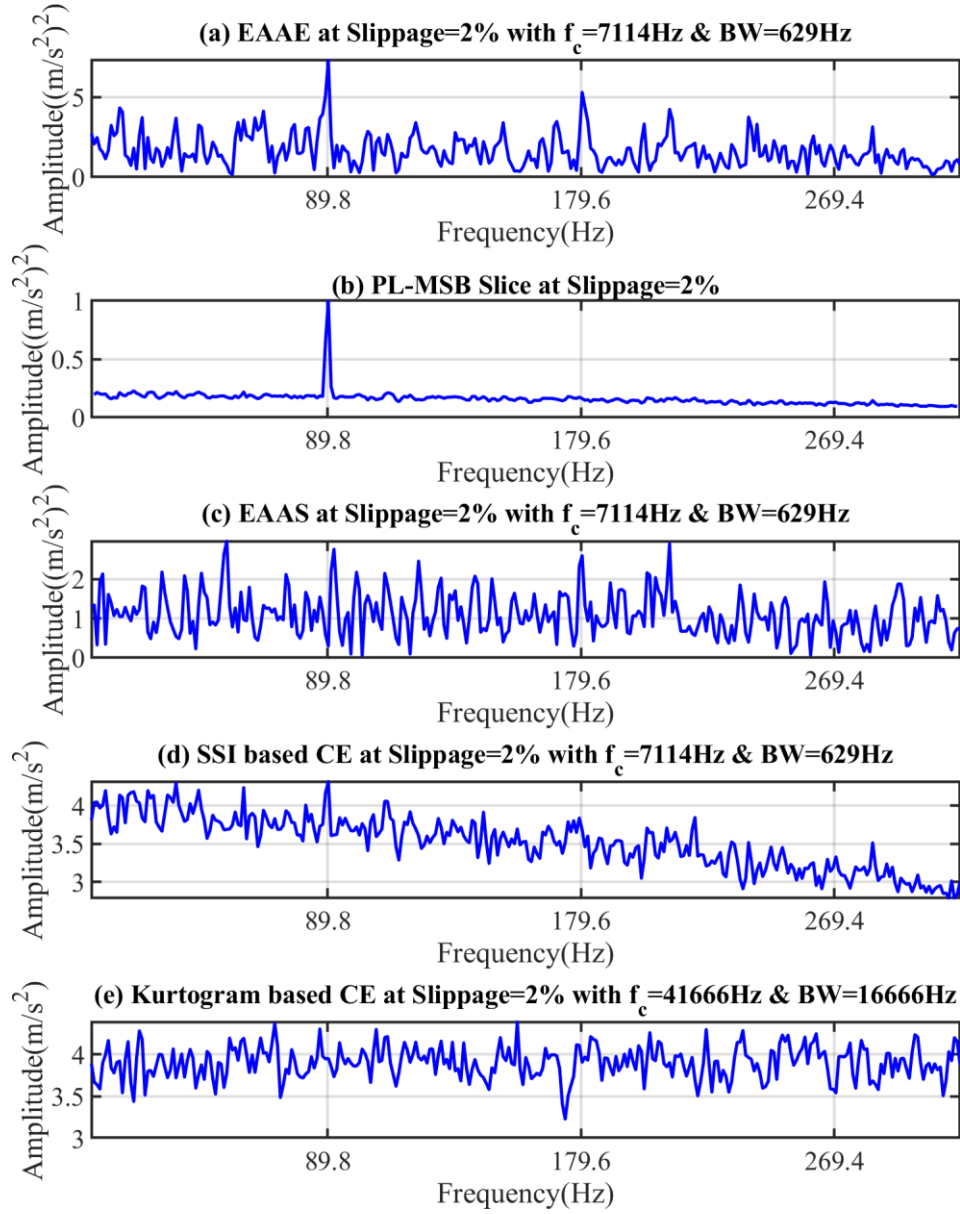 (a) EAAE at Slippage=2% with f_c=7114Hz & BW=629Hz
Amplitude((m/s²)²)
5
0
89.8 179.6 269.4
Frequency(Hz)
(b) PL-MSB Slice at Slippage=2%
Amplitude((m/s²)²)
1
0.5
0
89.8 179.6 269.4
Frequency(Hz)
(c) EAAS at Slippage=2% with f_c=7114Hz & BW=629Hz
Amplitude((m/s²)²)
2
1
0
89.8 179.6 269.4
Frequency(Hz)
(d) SSI based CE at Slippage=2% with f_c=7114Hz & BW=629Hz
Amplitude(m/s²)
4
3.5
3
89.8 179.6 269.4
Frequency(Hz)
(e) Kurtogram based CE at Slippage=2% with f_c=41666Hz & BW=16666Hz
Amplitude(m/s²)
4
3.5
3
89.8 179.6 269.4
Frequency(Hz)